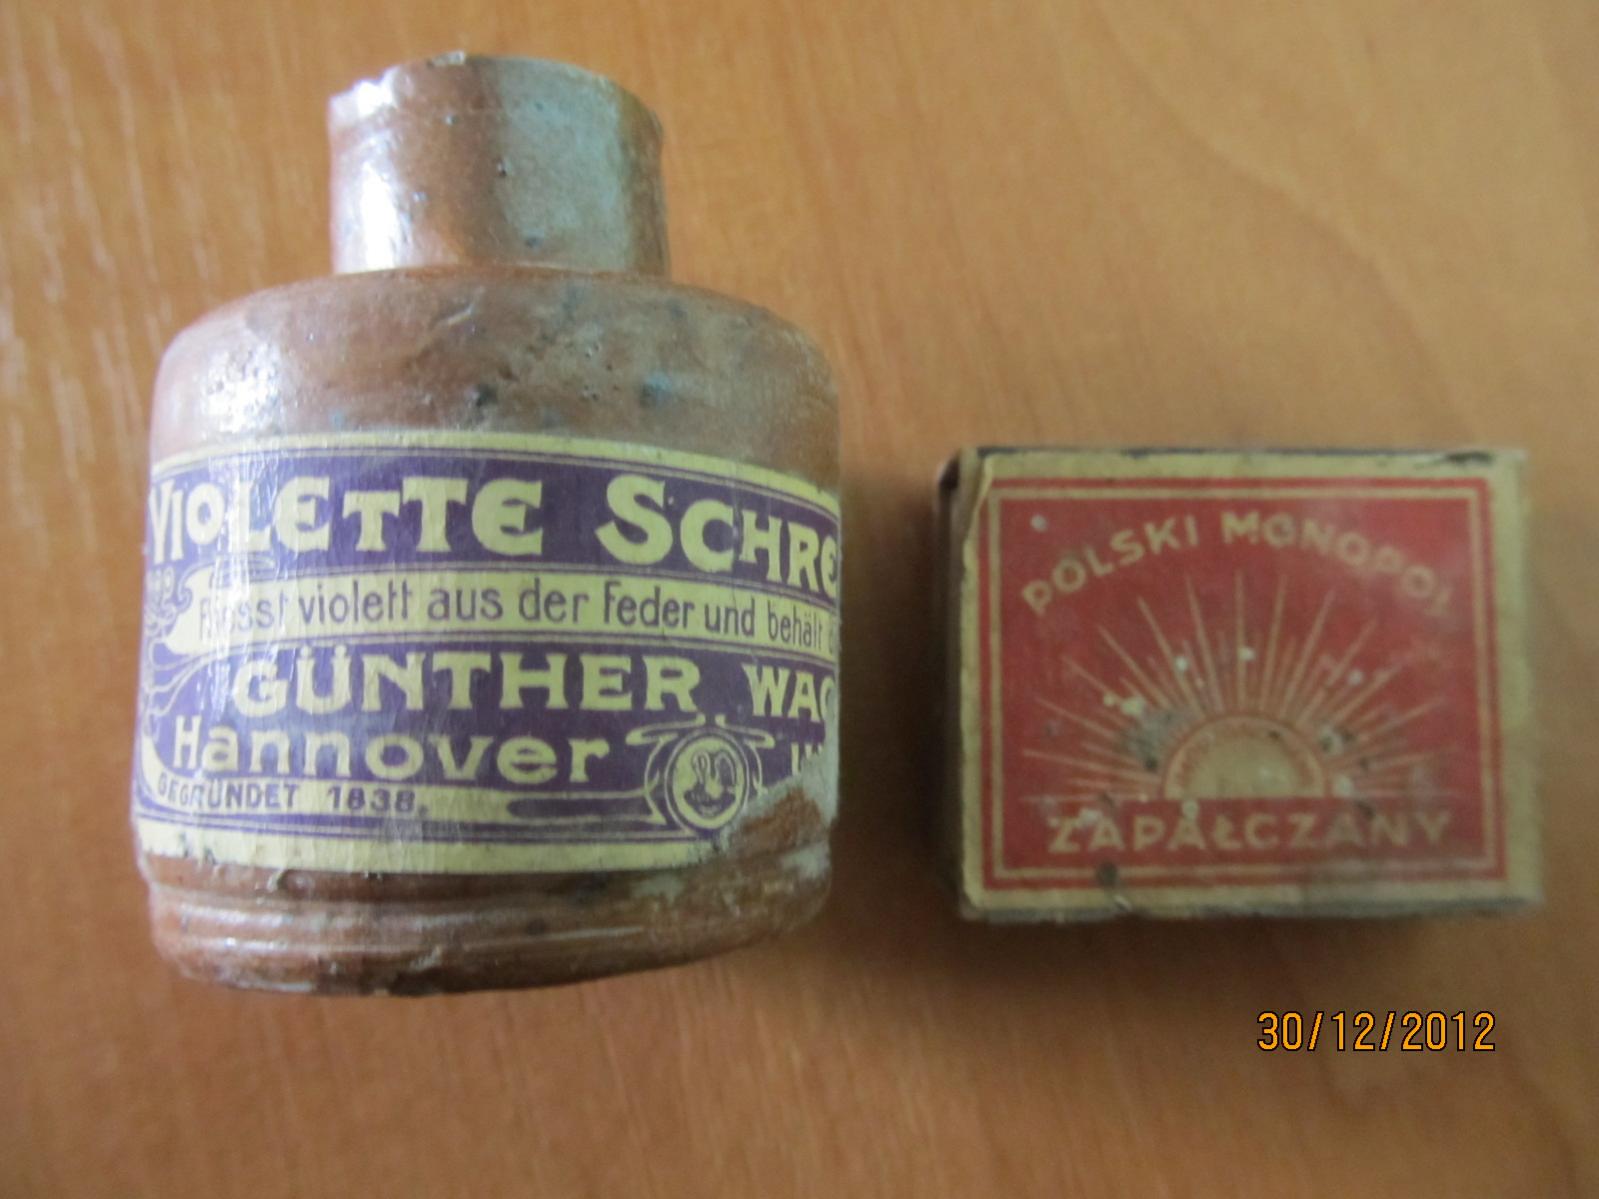 VIOLETTE SCHRE
Fliesst violett aus der Feder und behält
GÜNTHER WAG
Hannover
GEGRÜNDET 1838.
POLSKI MONOPOL
ZAPAŁCZANY
30/12/2012